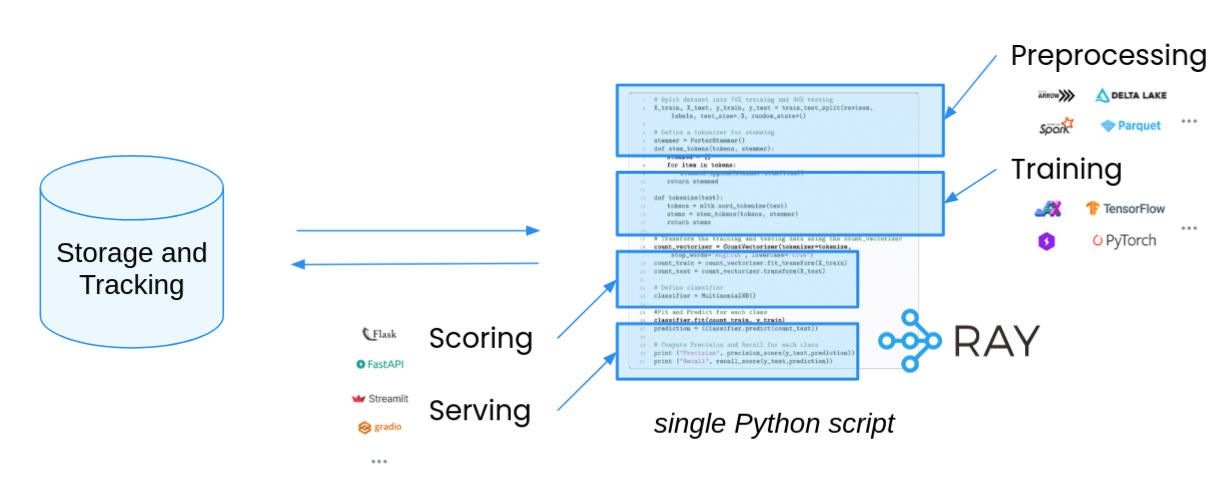 Preprocessing
ARROW
DELTA LAKE
Spark
Parquet
...
Training
TensorFlow
PyTorch
...
Storage and
Tracking
1 # Split dataset into 70% training and 30% testing
2 X_train, X_test, y_train, y_test = train_test_split(reviews,
labels, test_size=.3, random_state=1)
# Define a tokenizer for stemming
stemmer = PorterStemmer()
def stem_tokens(tokens, stemmer):
stemmed = []
for item in tokens:
return stemmed
def tokenize(text):
tokens = nltk.word_tokenize(text)
stems = stem_tokens(tokens, stemmer)
return stems
# Transform the training and testing data using the count_vectorizer
count_vectorizer = CountVectorizer(tokenizer=tokenize,
stop_words='english', lowercase='true')
count_train = count_vectorizer.fit_transform(X_train)
count_test = count_vectorizer.transform(X_test)
# Define classifier
classifier = MultinomialNB()
#Fit and Predict for each class
classifier.fit(count_train, y_train)
prediction = (classifier.predict(count_test))
# Compute Precision and Recall for each class
print ("Precision", precision_score(y_test,prediction))
print ("Recall", recall_score(y_test,prediction))
RAY
single Python script
Scoring
Serving
Flask
FastAPI
Streamlit
gradio
...